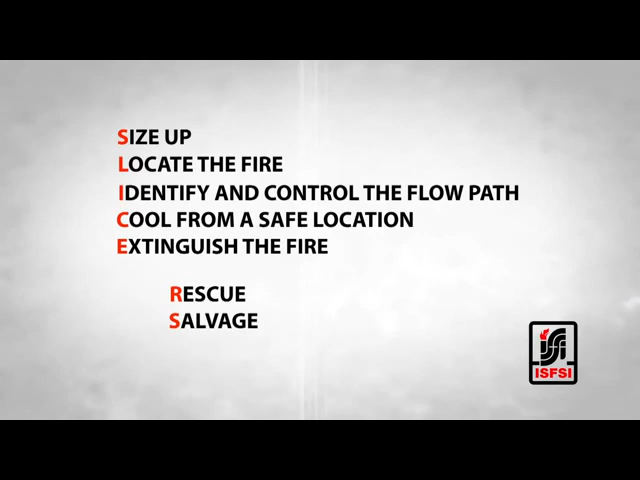 SIZE UP
LOCATE THE FIRE
IDENTIFY AND CONTROL THE FLOW PATH
COOL FROM A SAFE LOCATION
EXTINGUISH THE FIRE
RESCUE
SALVAGE
ISFSI